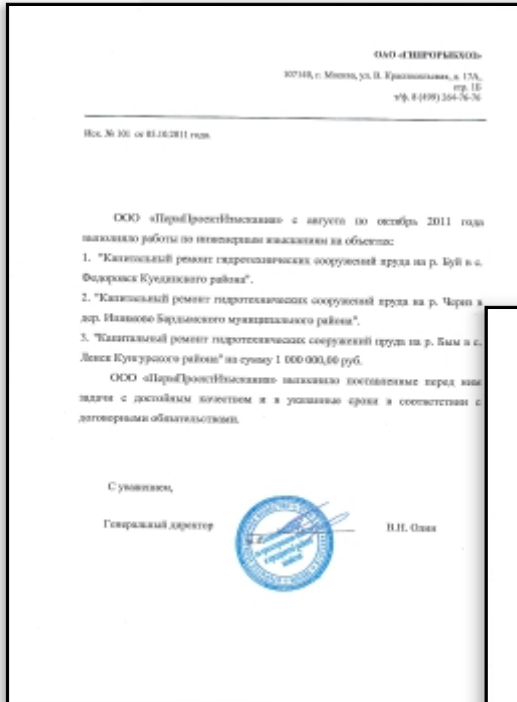 ОАО «ГИПРОРЫБХОЗ»
107140, г. Москва, ул. В. Красносельская, д. 17А,
стр. 1Б
т/ф. 8 (499) 264-76-76
Исх. № 101 от 03.10.2011 года.
ООО «ПермПроектИзыскания» с августа по октябрь 2011 года
выполняло работы по инженерным изысканиям на объектах:
1. "Капитальный ремонт гидротехнических сооружений пруда на р. Буй в с.
Федоровск Куединского района".
2. "Капитальный ремонт гидротехнических сооружений пруда на р. Черн в
дер. Ишимово Бардымского муниципального района".
3. "Капитальный ремонт гидротехнических сооружений пруда на р. Бым в с.
Ленск Кунгурского района" на сумму 1 000 000,00 руб.
ООО «ПермПроектИзыскания» выполнило поставленные перед ним
задачи с достойным качеством и в указанные сроки в соответствии с
договорными обязательствами.
С уважением,
Генеральный директор
В.Н. Олин